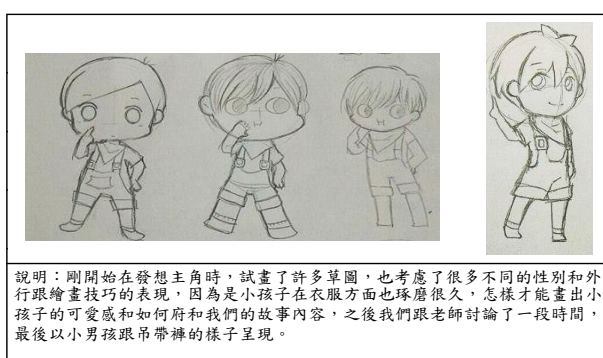 說明：剛開始在發想主角時，試畫了許多草圖，也考慮了很多不同的性別和外
行跟繪畫技巧的表現，因為是小孩子在衣服方面也琢磨很久，怎樣才能畫出小
孩子的可愛感和如何府和我們的故事內容，之後我們跟老師討論了一段時間，
最後以小男孩跟吊帶褲的樣子呈現。